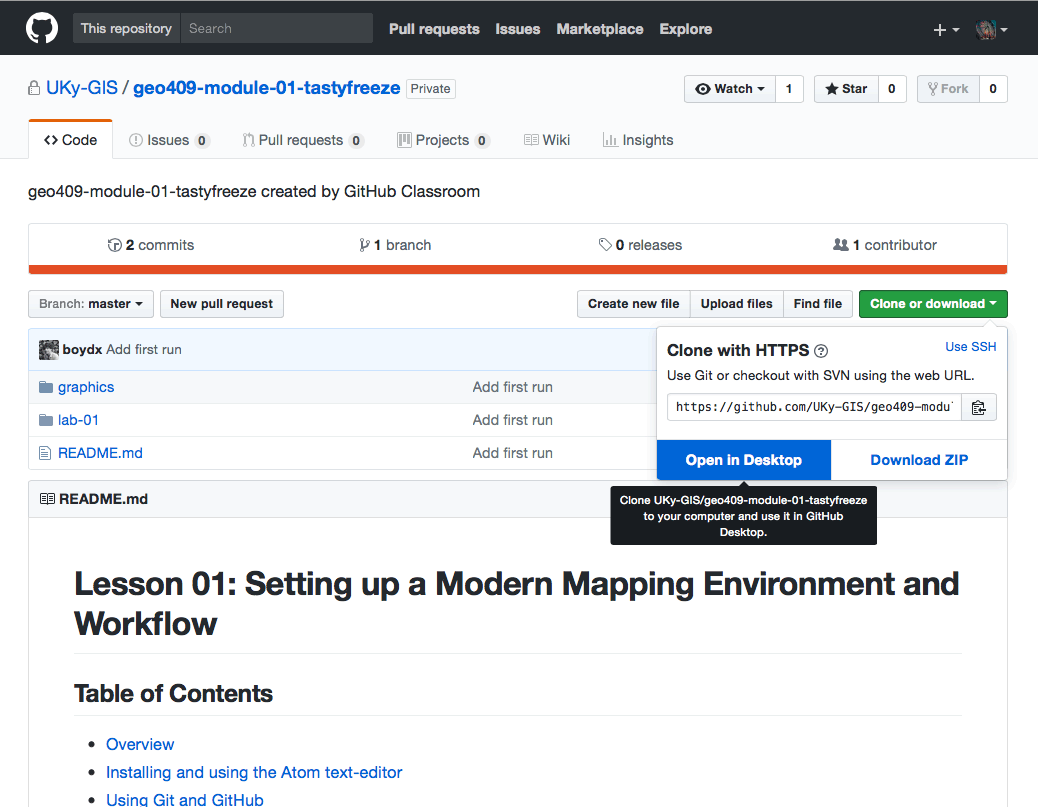 This repository Search Pull requests Issues Marketplace Explore
UKy-GIS / geo409-module-01-tastyfreeze Private Watch 1 Star 0 Fork 0
Code Issues 0 Pull requests 0 Projects 0 Wiki Insights
geo409-module-01-tastyfreeze created by GitHub Classroom
2 commits 1 branch 0 releases 1 contributor
Branch: master New pull request Create new file Upload files Find file Clone or download
boydx Add first run
graphics Add first run
lab-01 Add first run
README.md Add first run
Clone with HTTPS ? Use SSH
Use Git or checkout with SVN using the web URL.
https://github.com/UKy-GIS/geo409-modu
Open in Desktop Download ZIP
Clone UKy-GIS/geo409-module-01-tastyfreeze
to your computer and use it in GitHub
Desktop.
README.md
Lesson 01: Setting up a Modern Mapping Environment and
Workflow
Table of Contents
• Overview
• Installing and using the Atom text-editor
• Using Git and GitHub